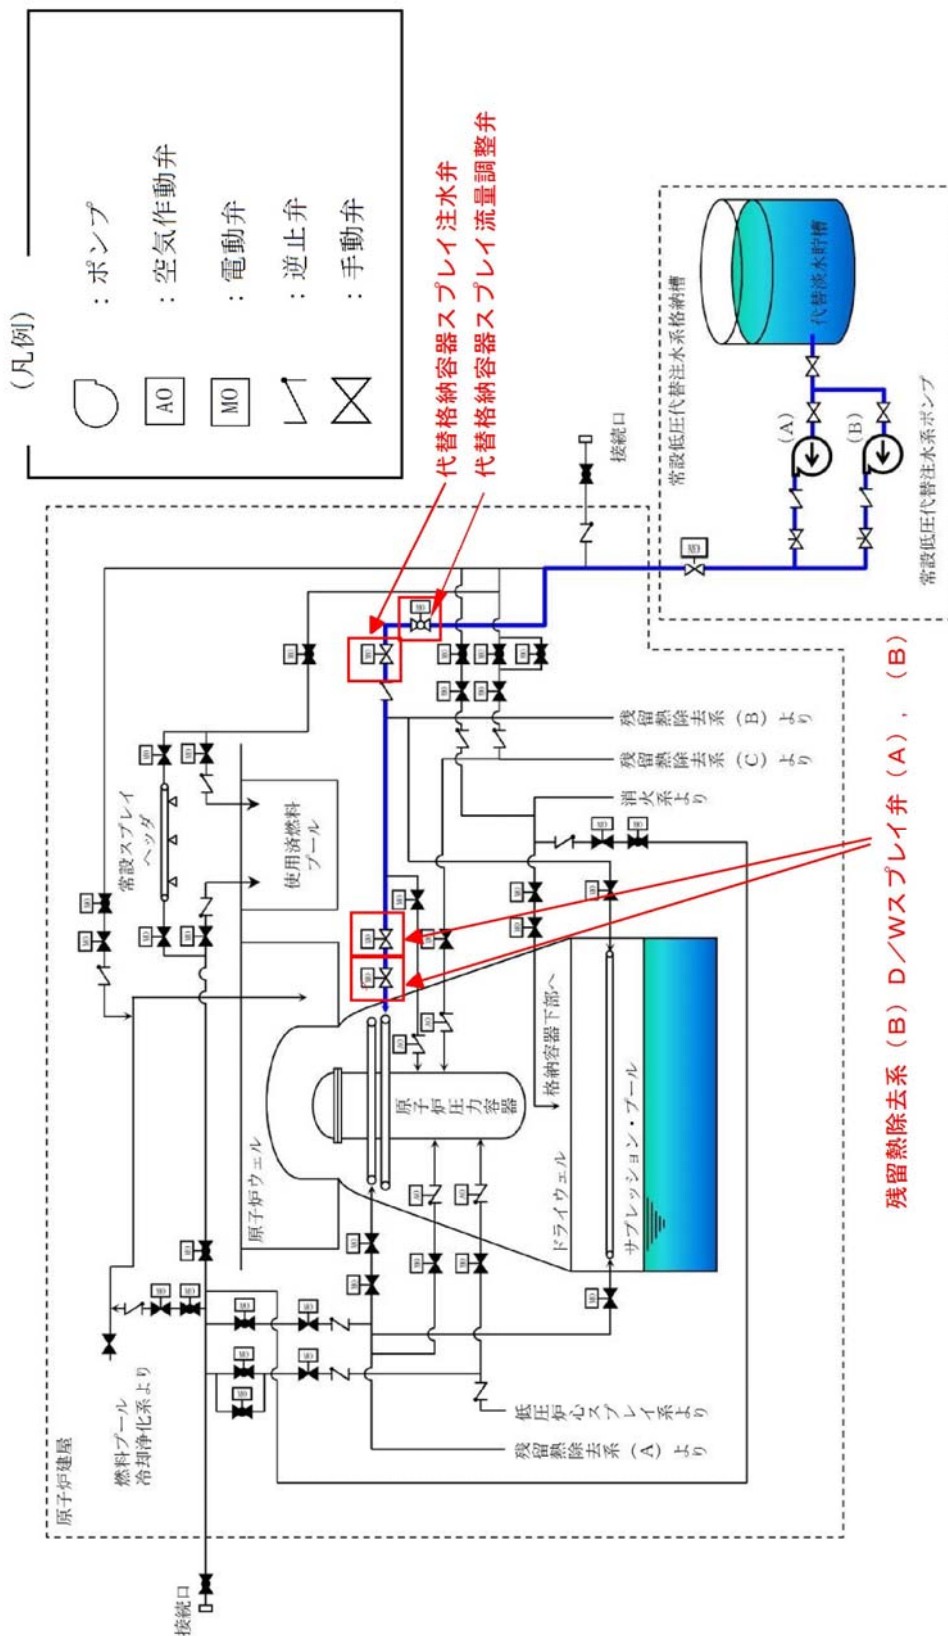 (凡例)
:ポンプ
AO
:空気作動弁
MO
:電動弁
:逆止弁
:手動弁
代替格納容器スプレイ注水弁
代替格納容器スプレイ流量調整弁
原子炉建屋
接続口
燃料プール
冷却浄化系より
常設スプレイ
ヘッダ
使用済燃料
プール
原子炉ウェル
原子炉圧力容器
格納容器下部へ
ドライウェル
サプレッション・プール
低圧炉心スプレイ系より
残留熱除去系(A)より
残留熱除去系(B)より
残留熱除去系(C)より
消火系より
接続口
常設低圧代替注水系格納槽
代替淡水貯槽
(A)
(B)
常設低圧代替注水系ポンプ
残留熱除去系(B)D/Wスプレイ弁(A),(B)